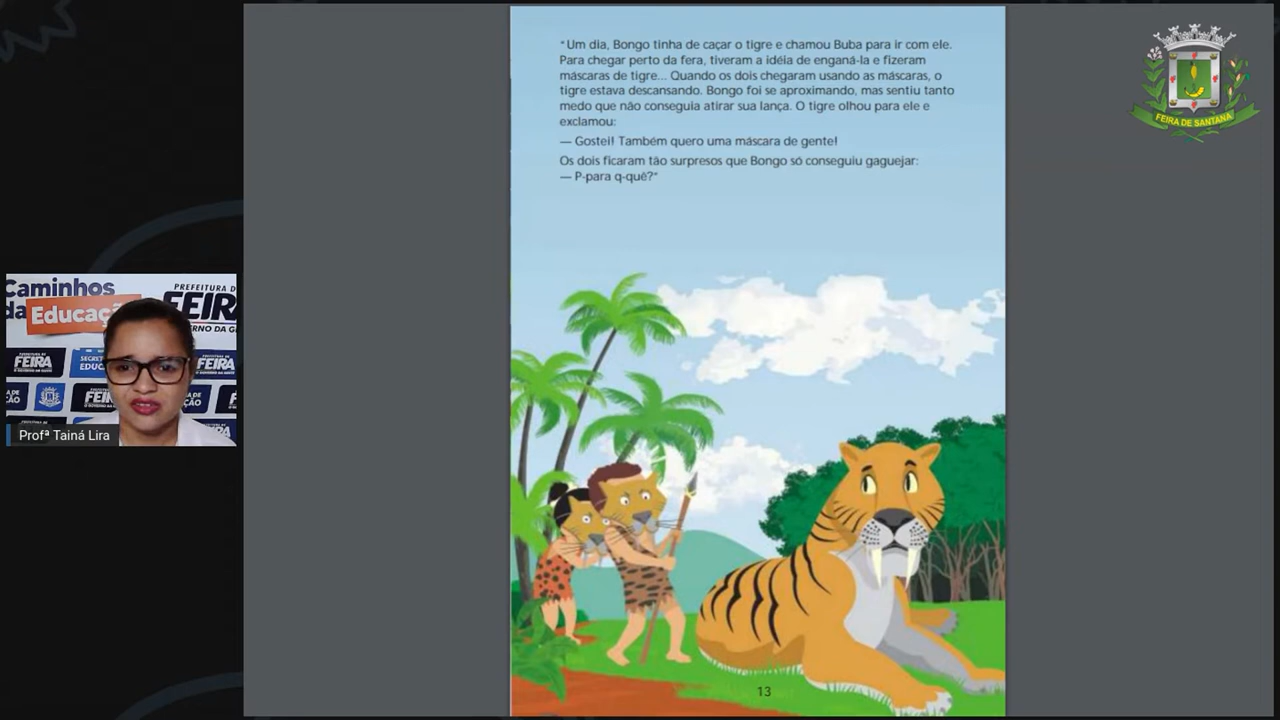 "Um dia, Bongo tinha de caçar o tigre e chamou Buba para ir com ele.
Para chegar perto da fera, tiveram a idéia de enganá-la e fizeram
máscaras de tigre... Quando os dois chegaram usando as máscaras, o
tigre estava descansando. Bongo foi se aproximando, mas sentiu tanto
medo que não conseguia atirar sua lança. O tigre olhou para ele e
exclamou:
— Gostei! Também quero uma máscara de gente!
Os dois ficaram tão surpresos que Bongo só conseguiu gaguejar:
— P-para q-quê?"
13
FEIRA DE SANTANA
Caminhos
da Educaç
PREFEITURA D
FEIRA
FEIRA
FEIRA
Profª Tainá Lira